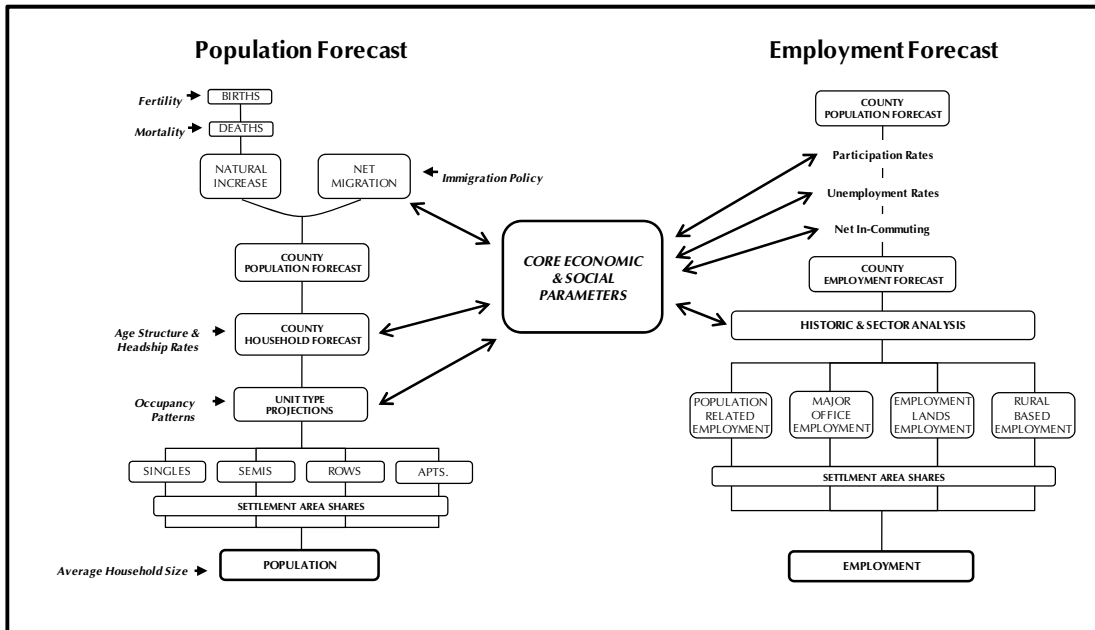 Population Forecast
Fertility
BIRTHS
Mortality
DEATHS
NATURAL
INCREASE
NET
MIGRATION
Immigration Policy
COUNTY
POPULATION FORECAST
Age Structure &
Headship Rates
COUNTY
HOUSEHOLD FORECAST
Occupancy
Patterns
UNIT TYPE
PROJECTIONS
SINGLES
SEMIS
ROWS
APTS.
SETTLEMENT AREA SHARES
Average Household Size
POPULATION
CORE ECONOMIC
& SOCIAL
PARAMETERS
Employment Forecast
COUNTY
POPULATION FORECAST
Participation Rates
Unemployment Rates
Net In-Commuting
COUNTY
EMPLOYMENT FORECAST
HISTORIC & SECTOR ANALYSIS
POPULATION
RELATED
EMPLOYMENT
MAJOR
OFFICE
EMPLOYMENT
EMPLOYMENT
LANDS
EMPLOYMENT
RURAL
BASED
EMPLOYMENT
SETTLMENT AREA SHARES
EMPLOYMENT